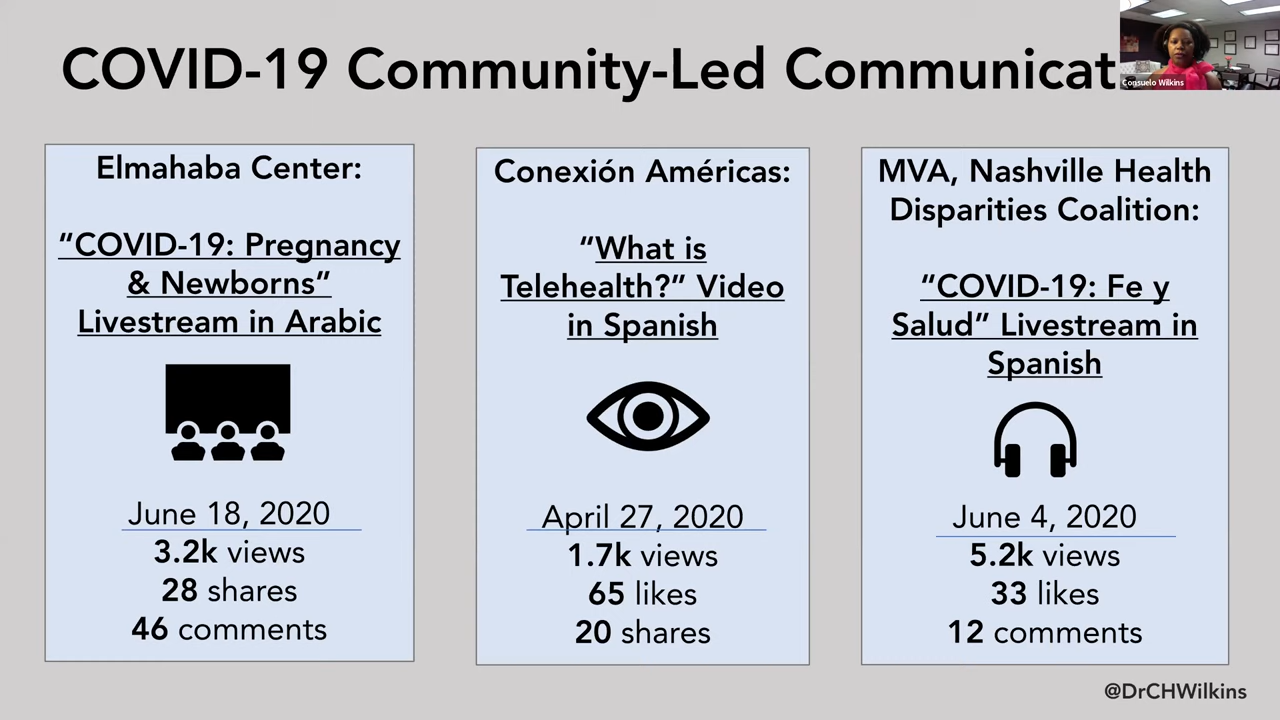 COVID-19 Community-Led Communicat
Consuelo Wilkins
Elmahaba Center:
“COVID-19: Pregnancy
& Newborns”
Livestream in Arabic
June 18, 2020
3.2k views
28 shares
46 comments
Conexión Américas:
“What is
Telehealth?” Video
in Spanish
April 27, 2020
1.7k views
65 likes
20 shares
MVA, Nashville Health
Disparities Coalition:
“COVID-19: Fe y
Salud” Livestream in
Spanish
June 4, 2020
5.2k views
33 likes
12 comments
@DrCHWilkins